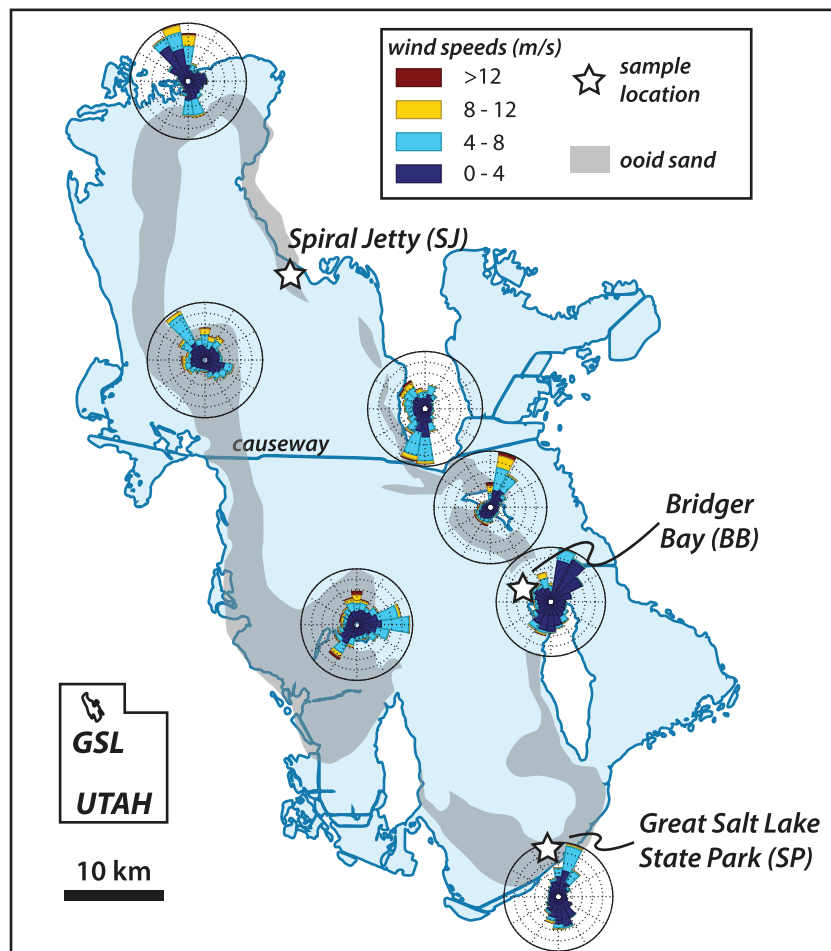 wind speeds (m/s)
>12
8 - 12
4 - 8
0 - 4
sample
location
ooid sand
Spiral Jetty (SJ)
causeway
Bridger
Bay (BB)
GSL
UTAH
10 km
Great Salt Lake
State Park (SP)